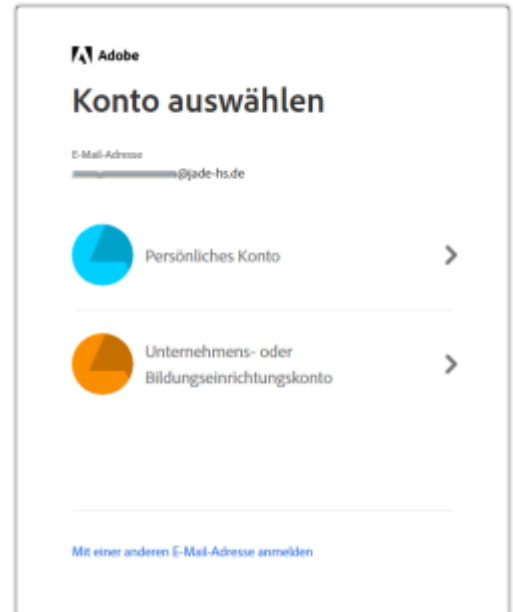 Adobe
Konto auswählen
E-Mail-Adresse
@jade-hs.de
Persönliches Konto
Unternehmens- oder
Bildungseinrichtungskonto
Mit einer anderen E-Mail-Adresse anmelden